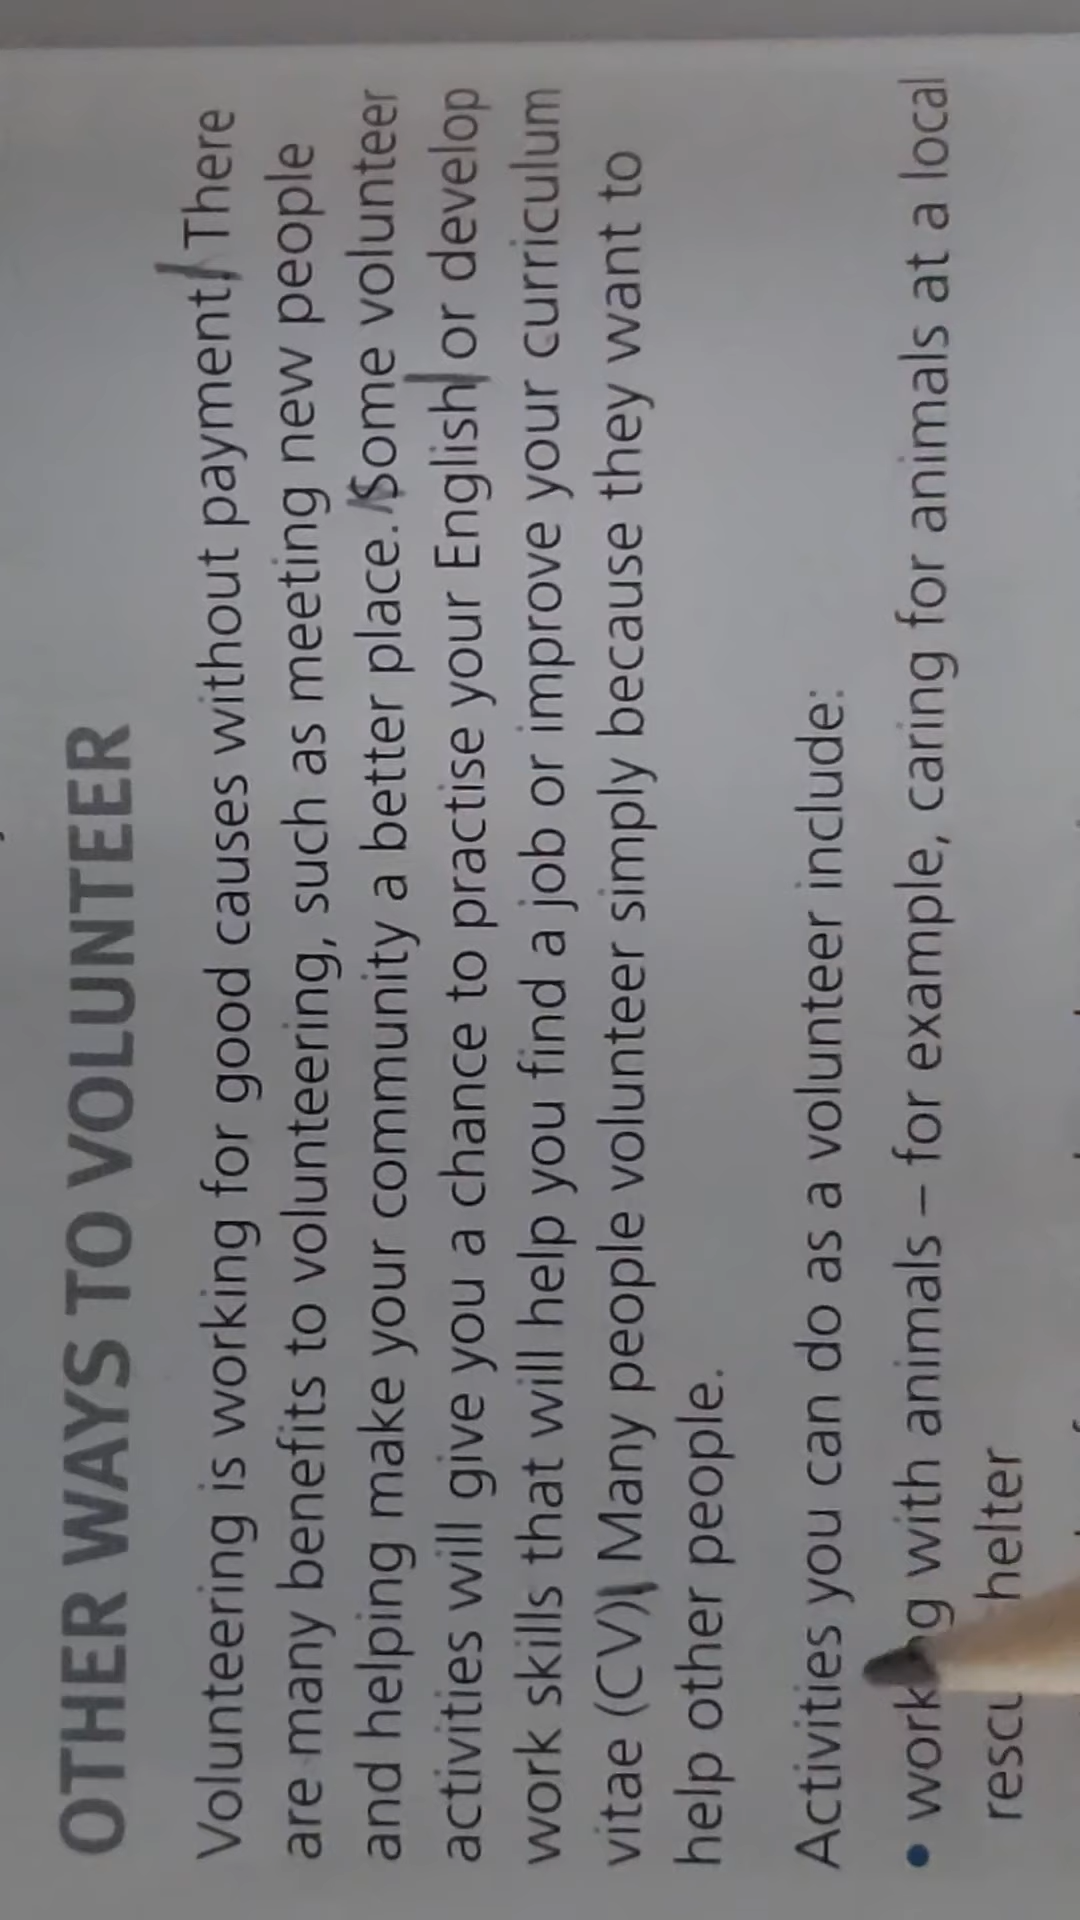 OTHER WAYS TO VOLUNTEER
Volunteering is working for good causes without payment. There
are many benefits to volunteering, such as meeting new people
and helping make your community a better place. Some volunteer
activities will give you a chance to practise your English or develop
work skills that will help you find a job or improve your curriculum
vitae (CV). Many people volunteer simply because they want to
help other people.
Activities you can do as a volunteer include:
• working with animals – for example, caring for animals at a local
helter